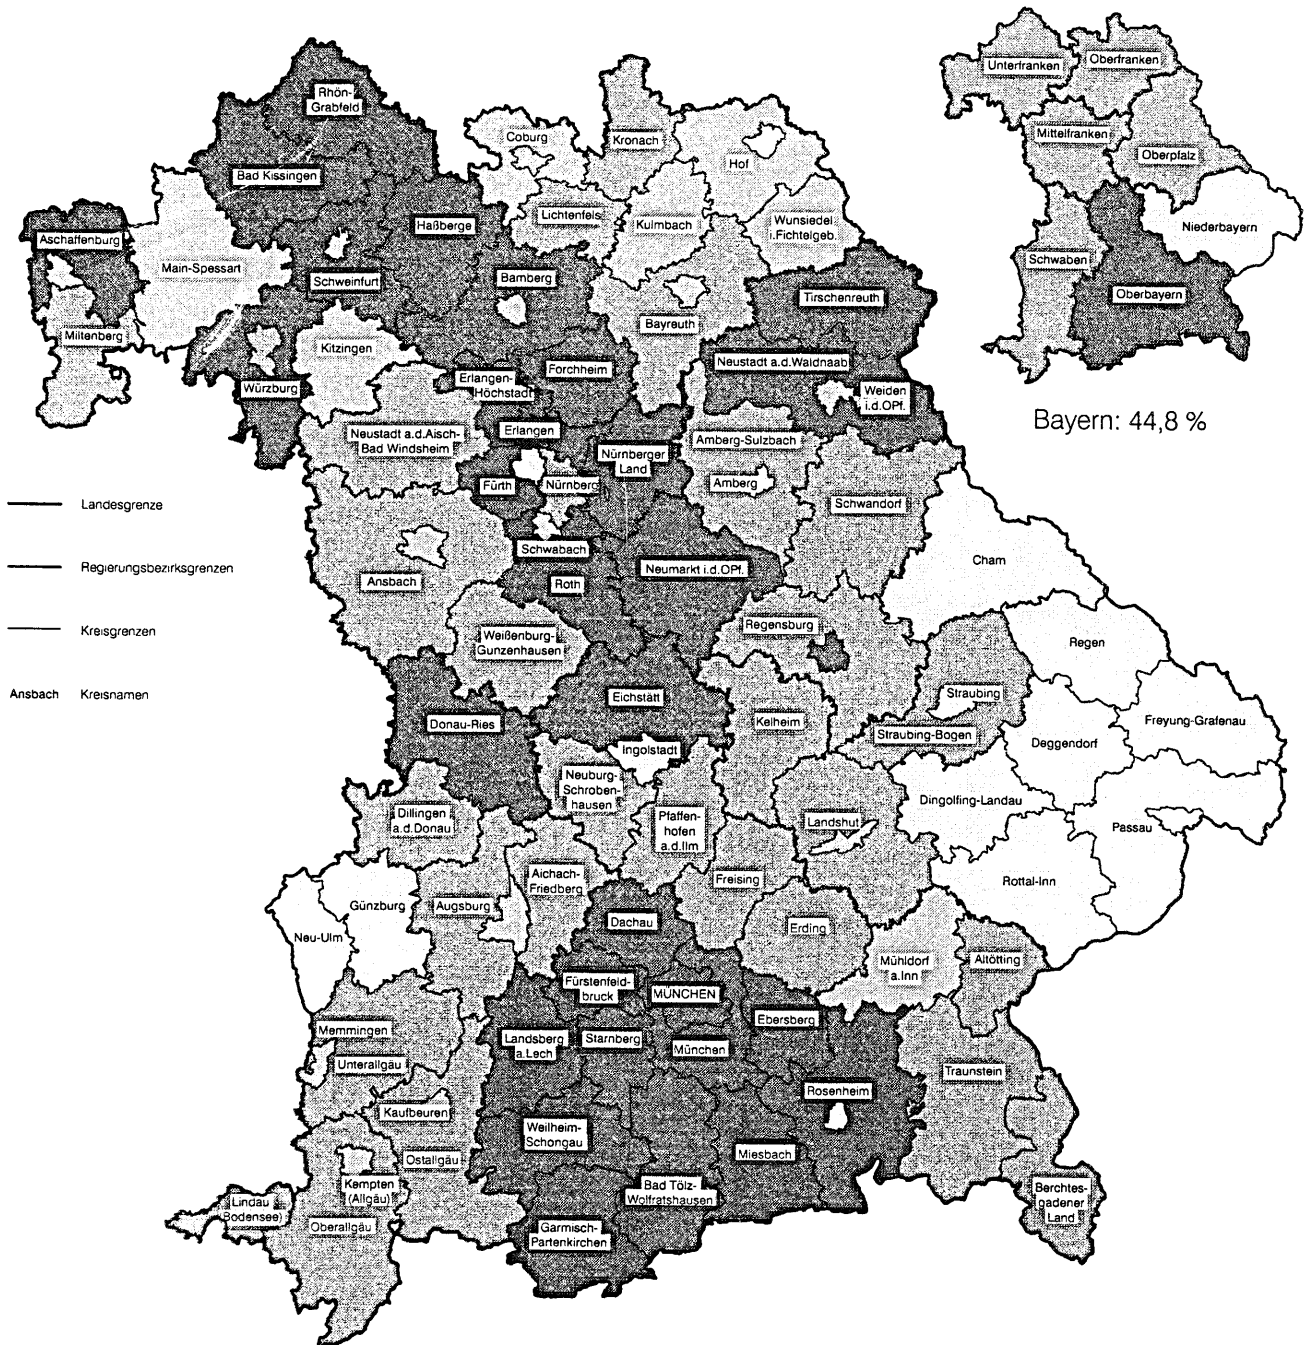 Rhön-
Grabfeld
Bad Kissingen
Coburg
Kronach
Hof
Aschaffenburg
Haßberge
Lichtenfels
Kulmbach
Wunsiedel
i.Fichtelgeb.
Main-Spessart
Schweinfurt
Bamberg
Tirschenreuth
Miltenberg
Kitzingen
Bayreuth
Würzburg
Erlangen-
Höchstadt
Forchheim
Neustadt a.d.Waldnaab
Weiden
i.d.OPf.
Neustadt a.d.Aisch-
Bad Windsheim
Erlangen
Nürnberger
Land
Amberg-Sulzbach
Fürth
Nürnberg
Amberg
Schwandorf
Schwabach
Ansbach
Roth
Neumarkt i.d.OPf.
Cham
Weißenburg-
Gunzenhausen
Regensburg
Regen
Eichstätt
Straubing
Donau-Ries
Kelheim
Straubing-Bogen
Deggendorf
Freyung-Grafenau
Ingolstadt
Neuburg-
Schroben-
hausen
Dillingen
a.d.Donau
Pfaffen-
hofen
a.d.Ilm
Landshut
Dingolfing-Landau
Passau
Aichach-
Friedberg
Freising
Rottal-Inn
Günzburg
Augsburg
Neu-Ulm
Dachau
Erding
Mühldorf
a.Inn
Altötting
Fürstenfeld-
bruck
MÜNCHEN
Memmingen
Landsberg
a.Lech
Starnberg
München
Ebersberg
Unterallgäu
Traunstein
Kaufbeuren
Rosenheim
Weilheim-
Schongau
Miesbach
Ostallgäu
Kempten
(Allgäu)
Bad Tölz-
Wolfratshausen
Berchtes-
gadener
Land
Lindau
Bodensee)
Oberallgäu
Garmisch-
Partenkirchen
Unterfranken
Oberfranken
Mittelfranken
Oberpfalz
Niederbayern
Schwaben
Oberbayern
Bayern: 44,8 %
Landesgrenze
Regierungsbezirksgrenzen
Kreisgrenzen
Ansbach Kreisnamen